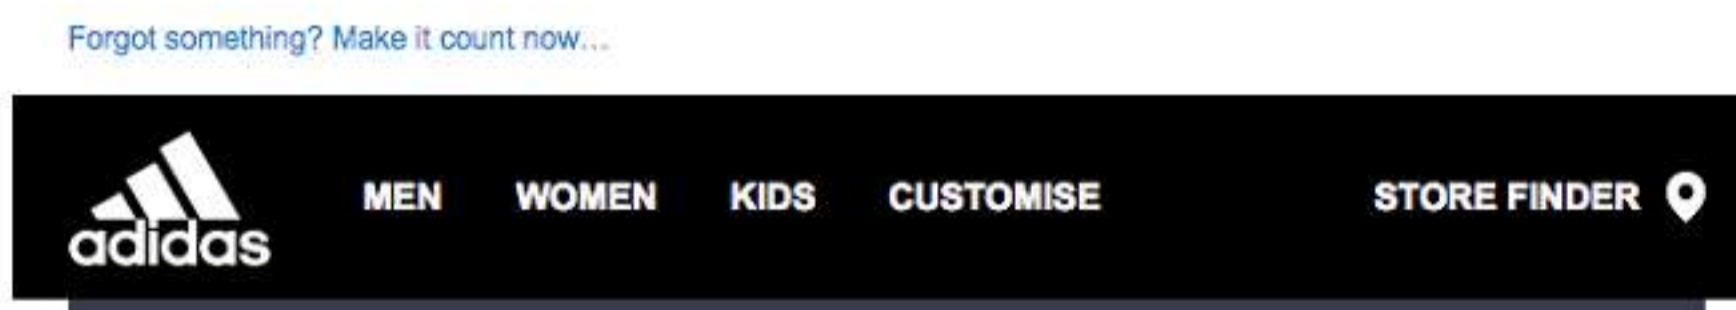 Forgot something? Make it count now...
adidas MEN WOMEN KIDS CUSTOMISE STORE FINDER